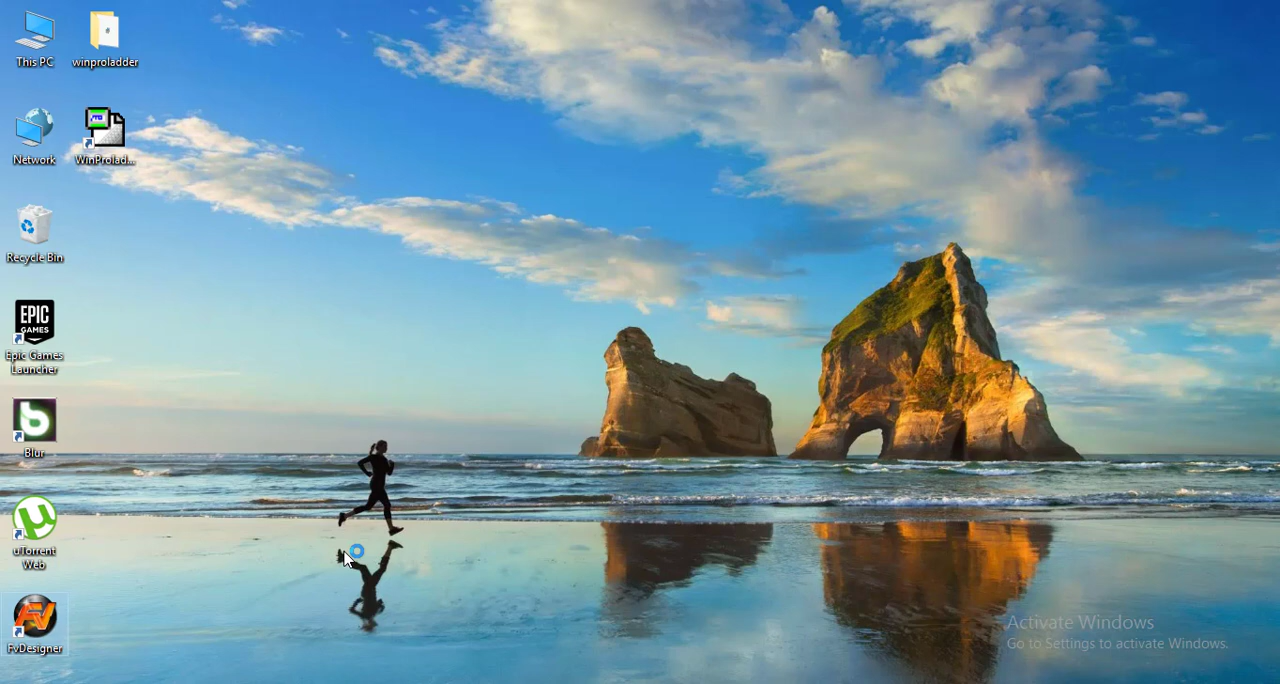 This PC
winproladder
Network
WinProlad...
Recycle Bin
EPIC
GAMES
Epic Games
Launcher
Blur
uTorrent
Web
FvDesigner
Activate Windows
Go to Settings to activate Windows.